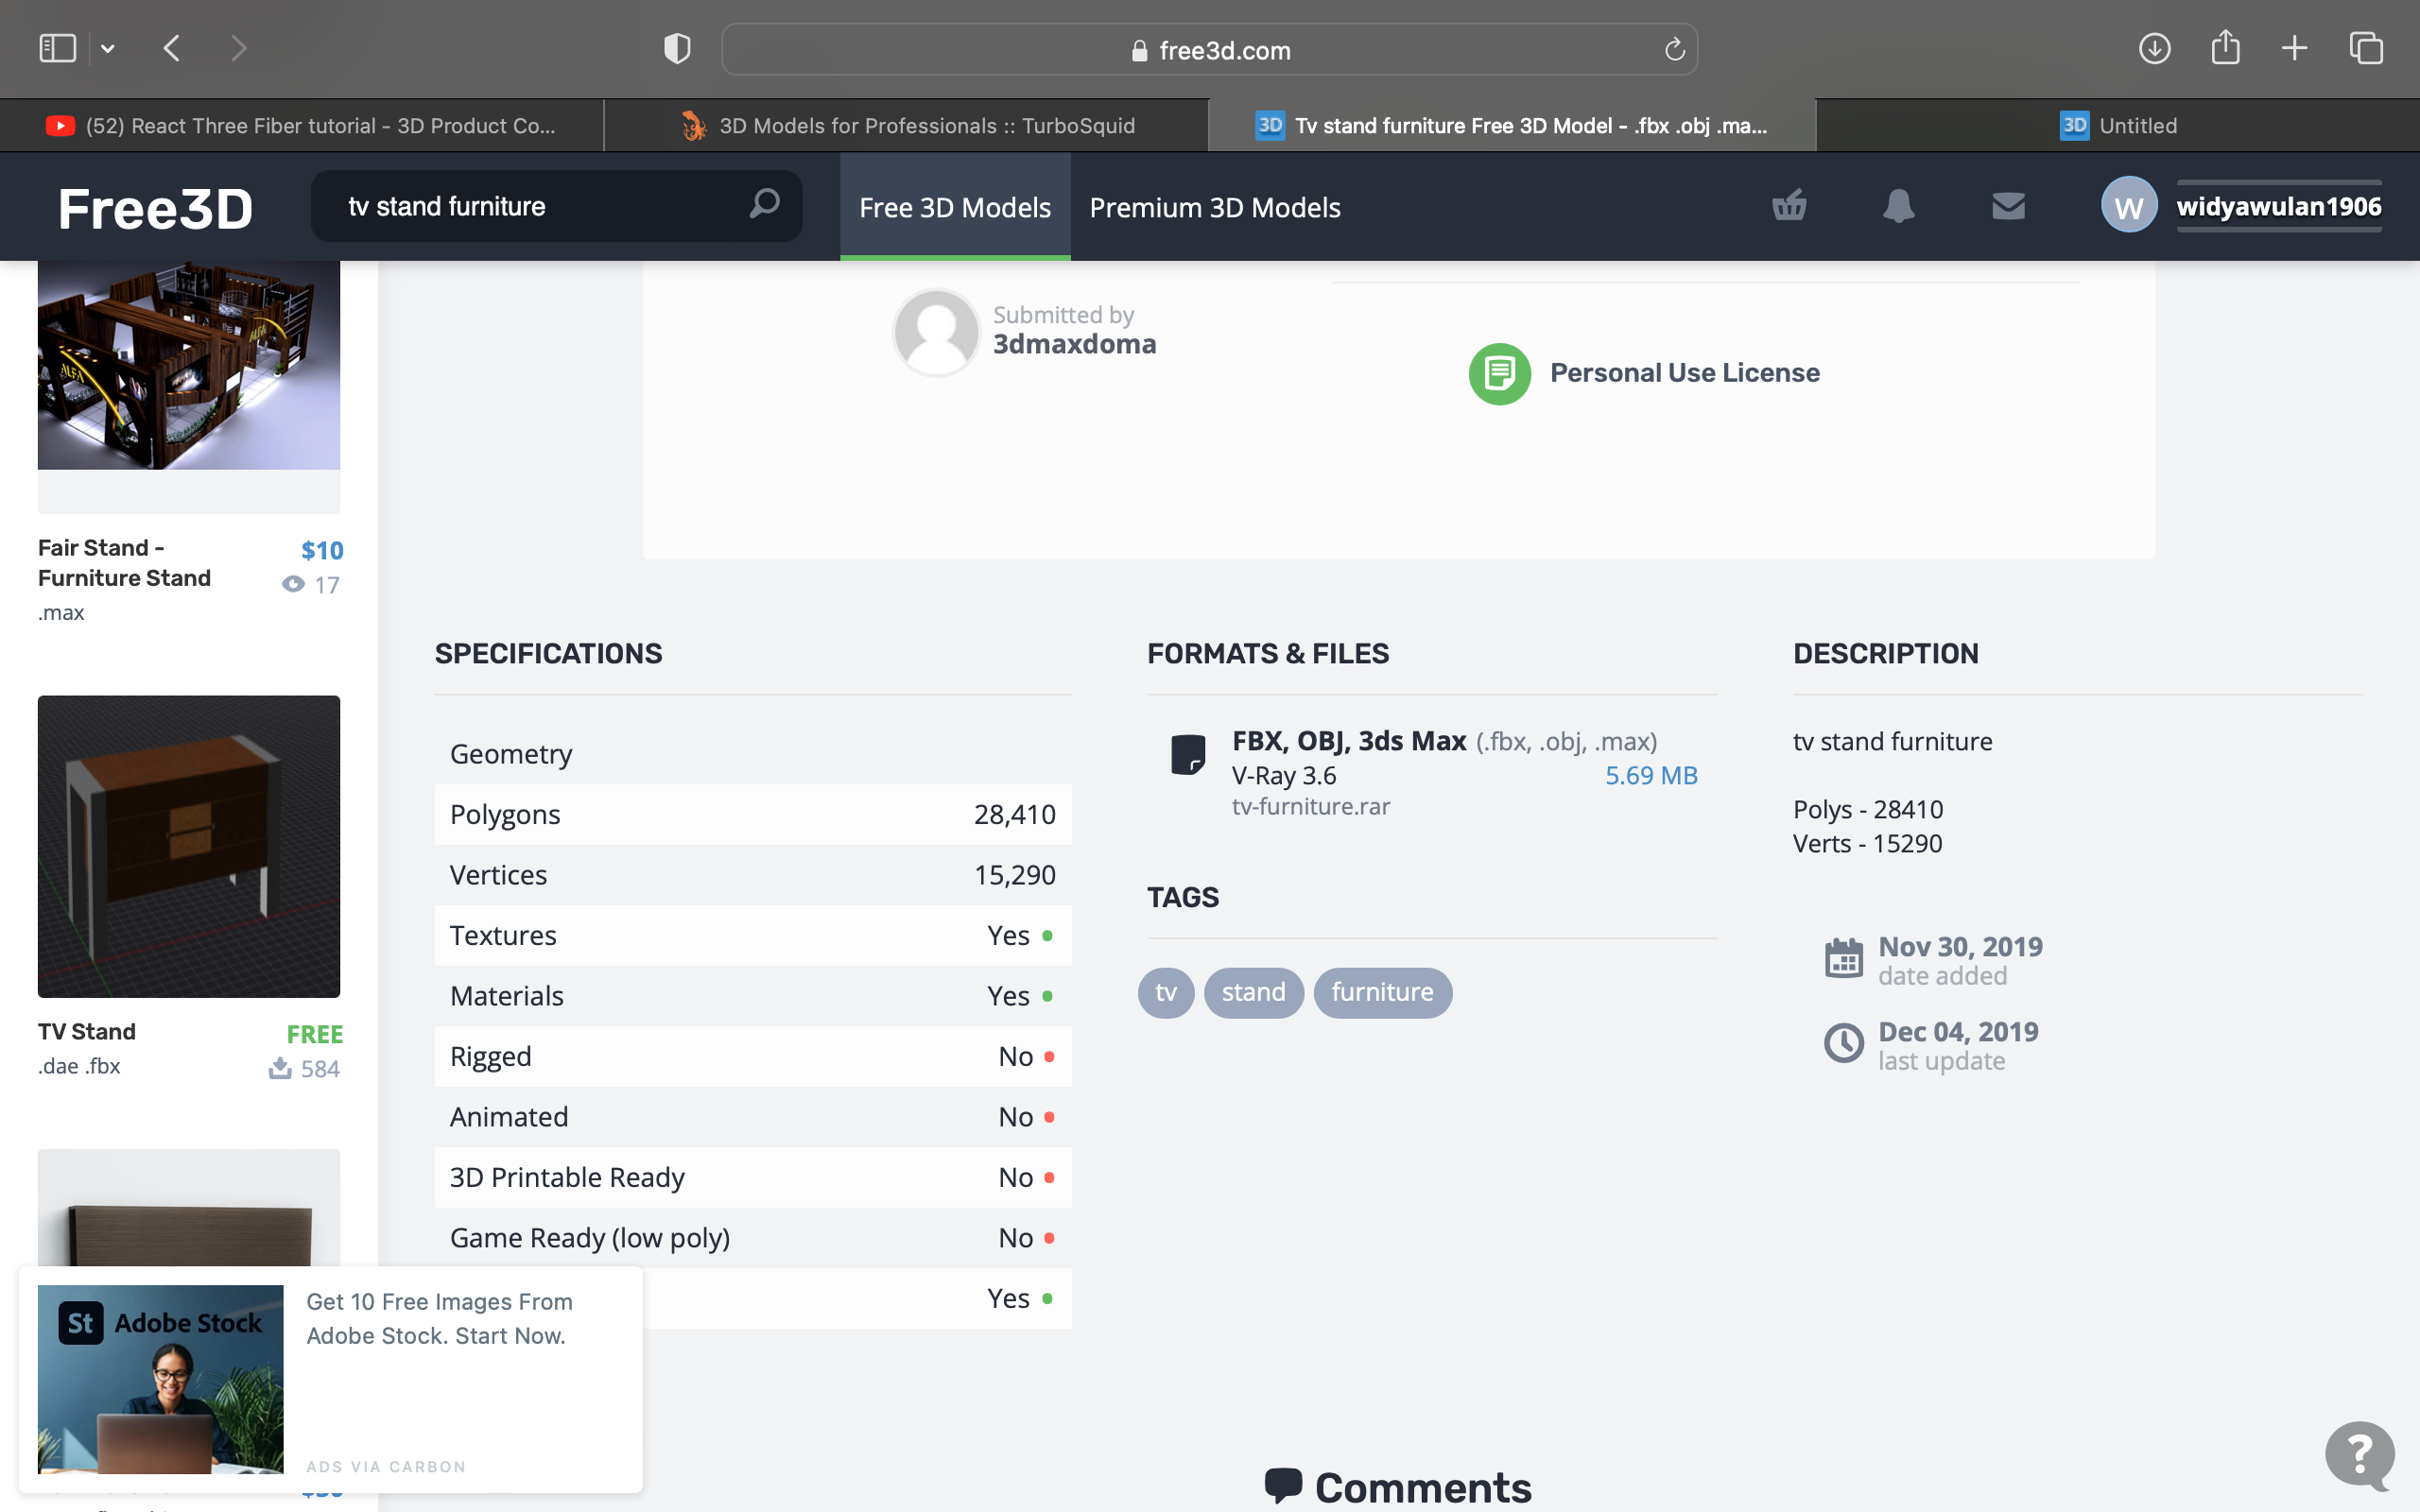 free3d.com
(52) React Three Fiber tutorial - 3D Product Co...
3D Models for Professionals :: TurboSquid
3D Tv stand furniture Free 3D Model - .fbx .obj .ma...
3D Untitled
Free3D
tv stand furniture
Free 3D Models
Premium 3D Models
W
widyawulan1906
ALFA
ALFA
Fair Stand -
Furniture Stand
$10
17
.max
TV Stand
FREE
.dae .fbx
584
Submitted by
3dmaxdoma
Personal Use License
SPECIFICATIONS
Geometry
Polygons 28,410
Vertices 15,290
Textures Yes
Materials Yes
Rigged No
Animated No
3D Printable Ready No
Game Ready (low poly) No
Yes
FORMATS & FILES
FBX, OBJ, 3ds Max (.fbx, .obj, .max)
V-Ray 3.6 5.69 MB
tv-furniture.rar
TAGS
tv stand furniture
DESCRIPTION
tv stand furniture
Polys - 28410
Verts - 15290
Nov 30, 2019
date added
Dec 04, 2019
last update
St Adobe Stock
Get 10 Free Images From
Adobe Stock. Start Now.
ADS VIA CARBON
Comments
?